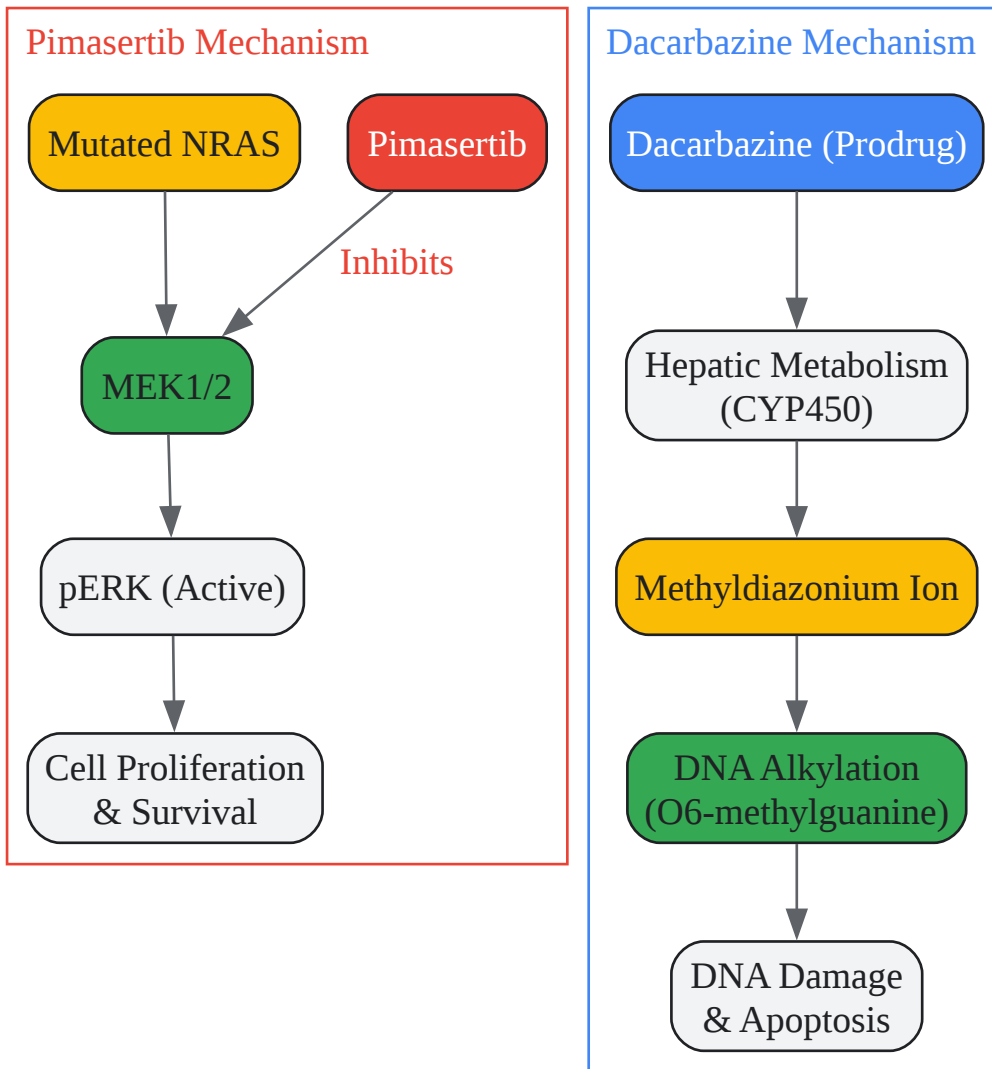 Pimasertib Mechanism
Mutated NRAS
Pimasertib
Inhibits
MEK1/2
pERK (Active)
Cell Proliferation
& Survival
Dacarbazine Mechanism
Dacarbazine (Prodrug)
Hepatic Metabolism
(CYP450)
Methyldiazonium Ion
DNA Alkylation
(O6-methylguanine)
DNA Damage
& Apoptosis